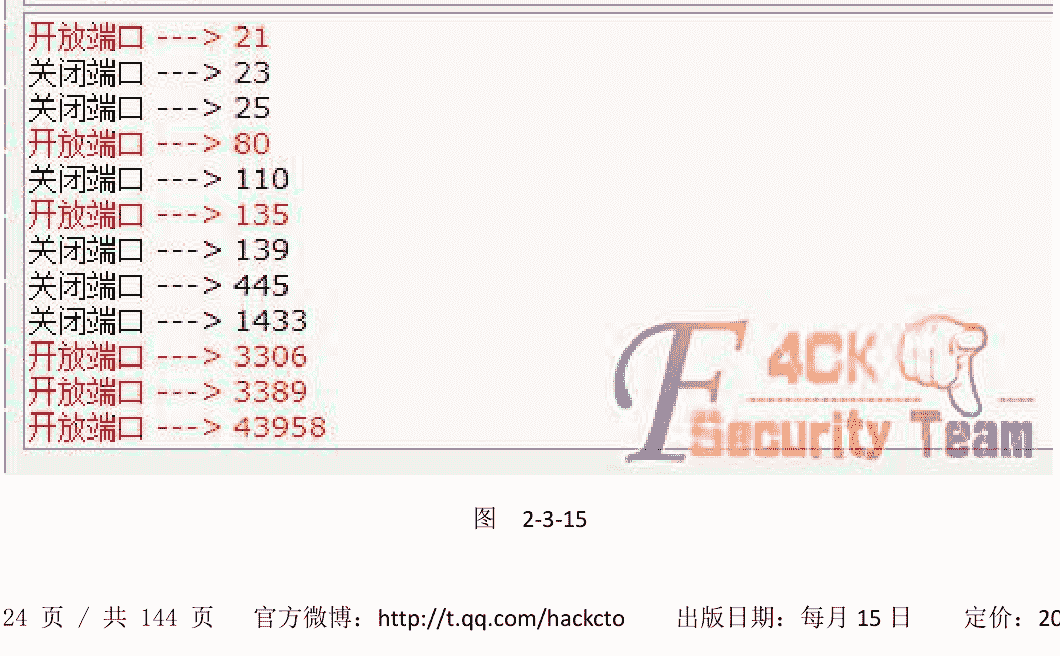 开放端口 ---> 21
关闭端口 ---> 23
关闭端口 ---> 25
开放端口 ---> 80
关闭端口 ---> 110
开放端口 ---> 135
关闭端口 ---> 139
关闭端口 ---> 445
关闭端口 ---> 1433
开放端口 ---> 3306
开放端口 ---> 3389
开放端口 ---> 43958
F4CK
Security Team
图 2-3-15
24 页 / 共 144 页 官方微博：http://t.qq.com/hackcto 出版日期：每月 15 日 定价：20